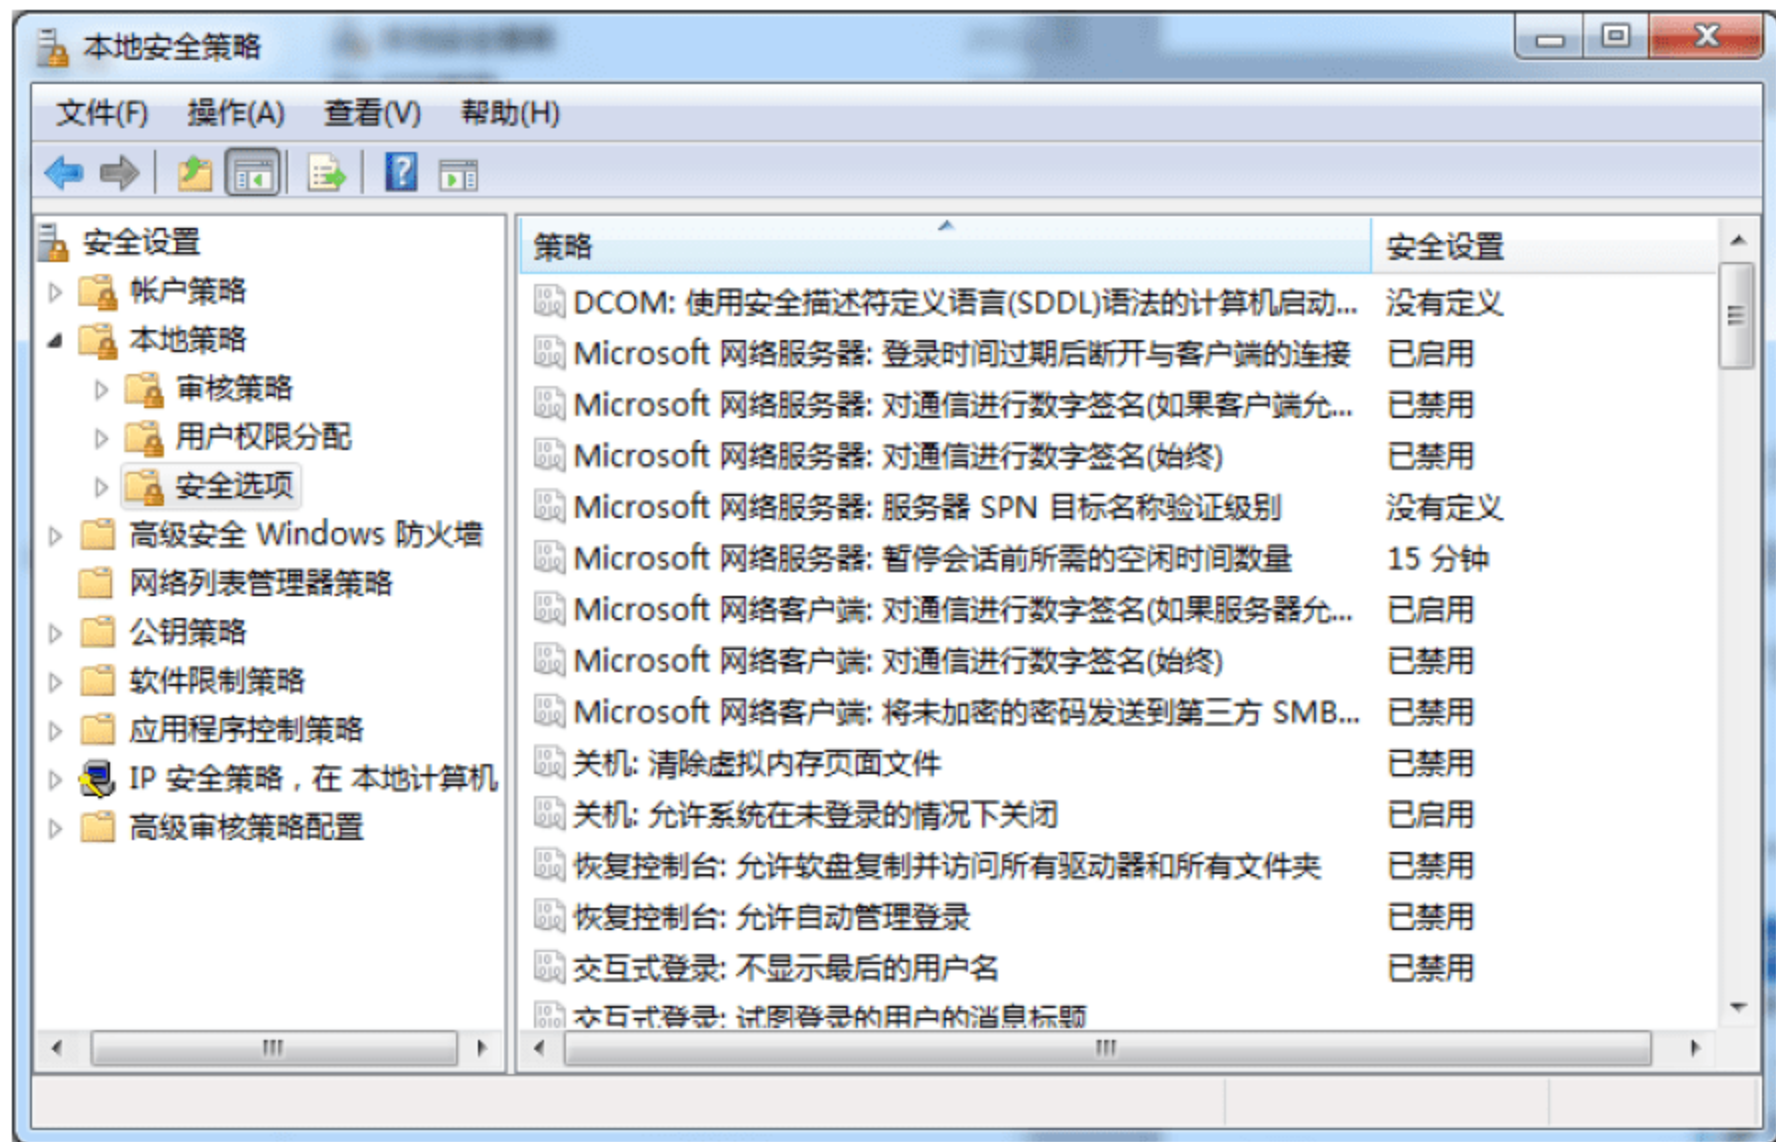 本地安全策略
文件(F) 操作(A) 查看(V) 帮助(H)
安全设置
帐户策略
本地策略
审核策略
用户权限分配
安全选项
高级安全 Windows 防火墙
网络列表管理器策略
公钥策略
软件限制策略
应用程序控制策略
IP 安全策略，在 本地计算机
高级审核策略配置
策略 安全设置
DCOM: 使用安全描述符定义语言(SDDL)语法的计算机启动... 没有定义
Microsoft 网络服务器: 登录时间过期后断开与客户端的连接 已启用
Microsoft 网络服务器: 对通信进行数字签名(如果客户端允... 已禁用
Microsoft 网络服务器: 对通信进行数字签名(始终) 已禁用
Microsoft 网络服务器: 服务器 SPN 目标名称验证级别 没有定义
Microsoft 网络服务器: 暂停会话前所需的空闲时间数量 15 分钟
Microsoft 网络客户端: 对通信进行数字签名(如果服务器允... 已启用
Microsoft 网络客户端: 对通信进行数字签名(始终) 已禁用
Microsoft 网络客户端: 将未加密的密码发送到第三方 SMB... 已禁用
关机: 清除虚拟内存页面文件 已禁用
关机: 允许系统在未登录的情况下关闭 已启用
恢复控制台: 允许软盘复制并访问所有驱动器和所有文件夹 已禁用
恢复控制台: 允许自动管理登录 已禁用
交互式登录: 不显示最后的用户名 已禁用
交互式登录: 试图登录的用户的消息标题